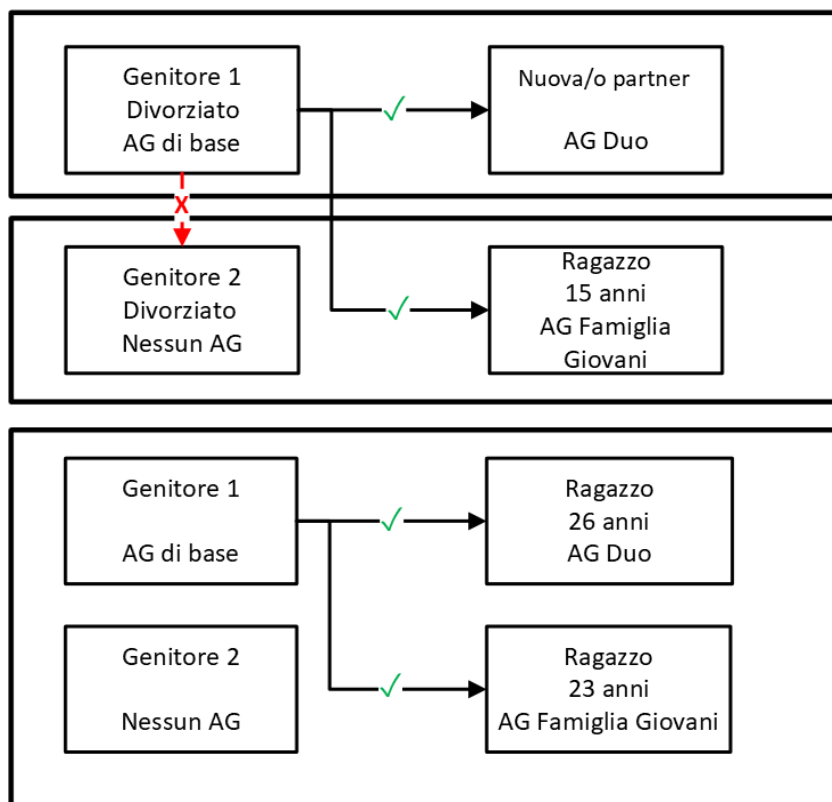 Genitore 1
Divorziato
AG di base
Nuova/o partner
AG Duo
X
Genitore 2
Divorziato
Nessun AG
Ragazzo
15 anni
AG Famiglia
Giovani
Genitore 1
AG di base
Ragazzo
26 anni
AG Duo
Genitore 2
Nessun AG
Ragazzo
23 anni
AG Famiglia Giovani